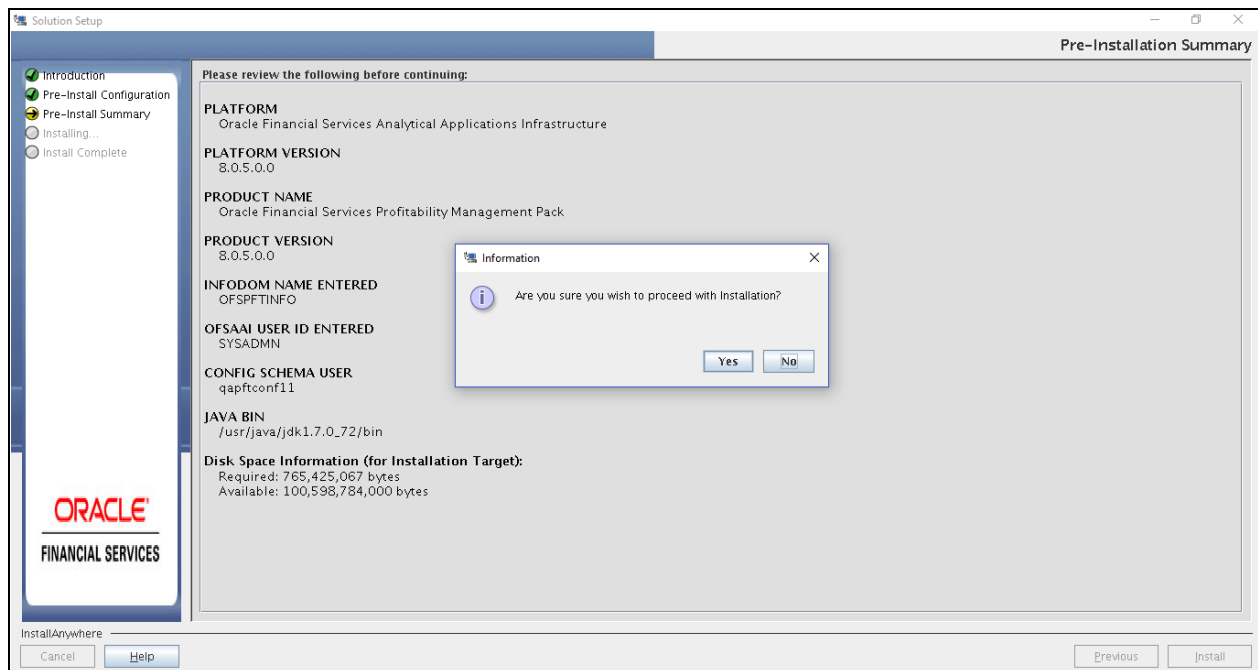 Solution Setup
Pre-Installation Summary
Introduction
Pre-Install Configuration
Pre-Install Summary
Installing...
Install Complete
ORACLE®
FINANCIAL SERVICES
Please review the following before continuing:
PLATFORM
Oracle Financial Services Analytical Applications Infrastructure
PLATFORM VERSION
8.0.5.0.0
PRODUCT NAME
Oracle Financial Services Profitability Management Pack
PRODUCT VERSION
8.0.5.0.0
INFODOM NAME ENTERED
OFSPFTINFO
OFSAAI USER ID ENTERED
SYSADMN
CONFIG SCHEMA USER
qapftconf11
JAVA BIN
/usr/java/jdk1.7.0_72/bin
Disk Space Information (for Installation Target):
Required: 765,425,067 bytes
Available: 100,598,784,000 bytes
Information
Are you sure you wish to proceed with Installation?
Yes No
InstallAnywhere
Cancel Help Previous Install